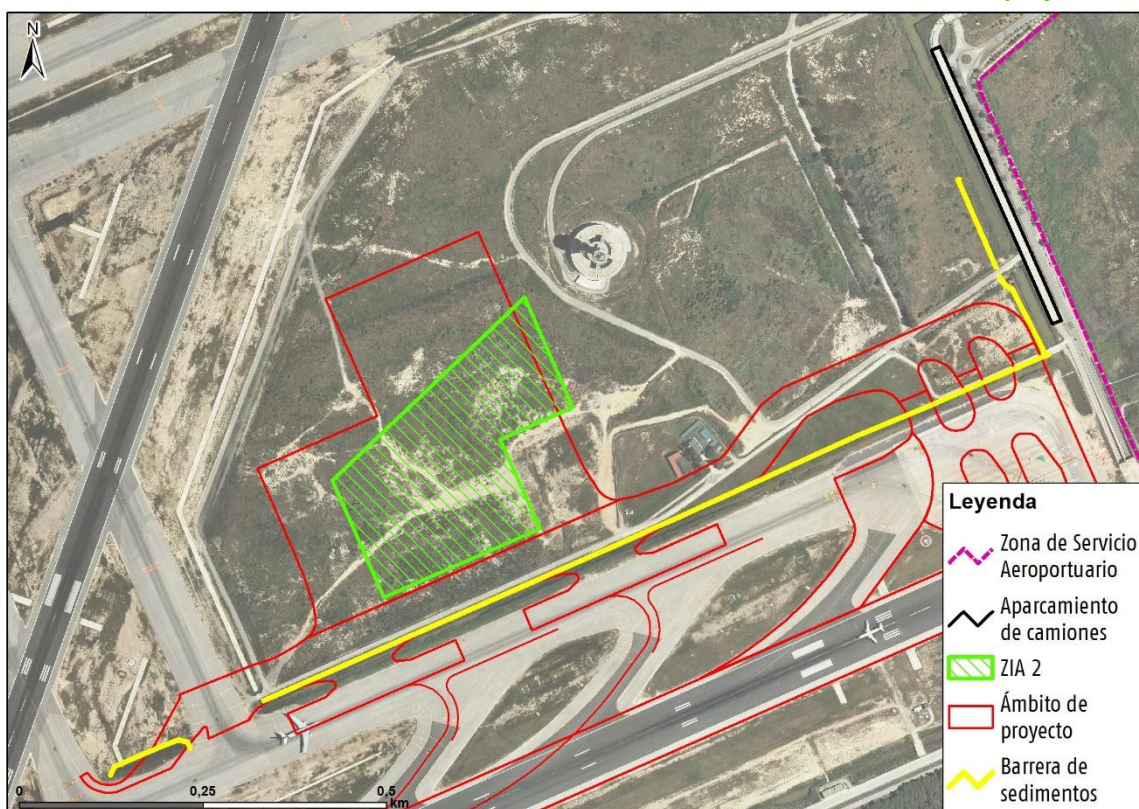 N
Leyenda
Zona de Servicio
Aeroportuario
Aparcamiento
de camiones
ZIA 2
Ámbito de
proyecto
Barrera de
sedimentos
0 0,25 0,5
km